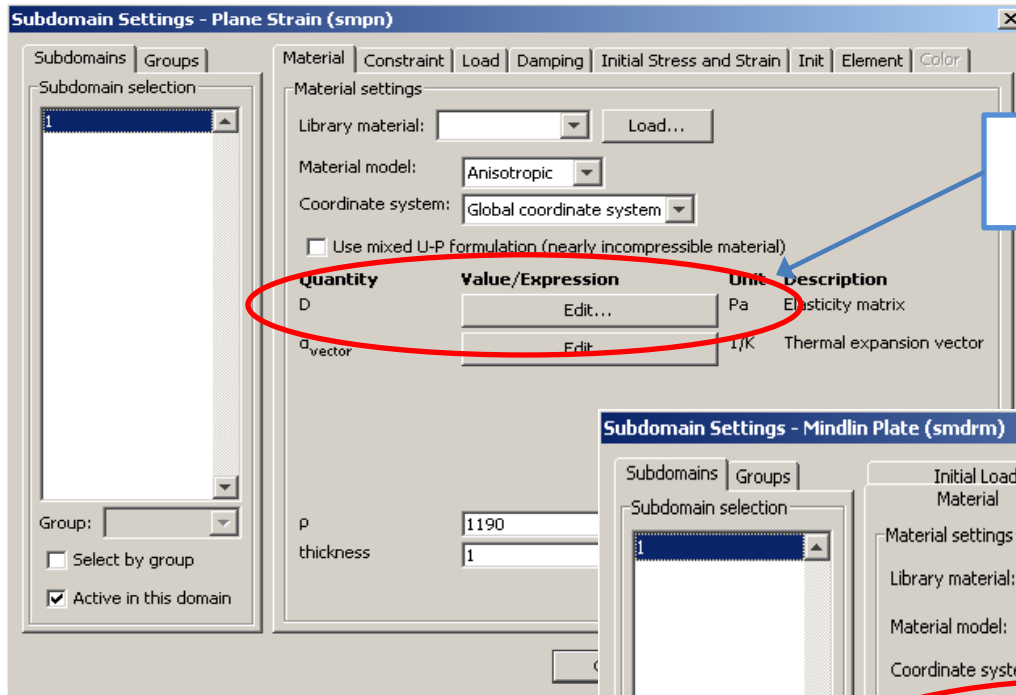 Subdomain Settings - Plane Strain (smpn)
Subdomains Groups
Subdomain selection
1
Group:
Select by group
Active in this domain
Material Constraint Load Damping Initial Stress and Strain Init Element Color
Material settings
Library material: Load...
Material model: Anisotropic
Coordinate system: Global coordinate system
Use mixed U-P formulation (nearly incompressible material)
Quantity Value/Expression Unit Description
D Edit... Pa Elasticity matrix
α vector Edit... 1/K Thermal expansion vector
ρ 1190
thickness 1
Subdomain Settings - Mindlin Plate (smdrm)
Subdomains Groups
Subdomain selection
1
Initial Load
Material
Material settings
Library material:
Material model:
Coordinate syste